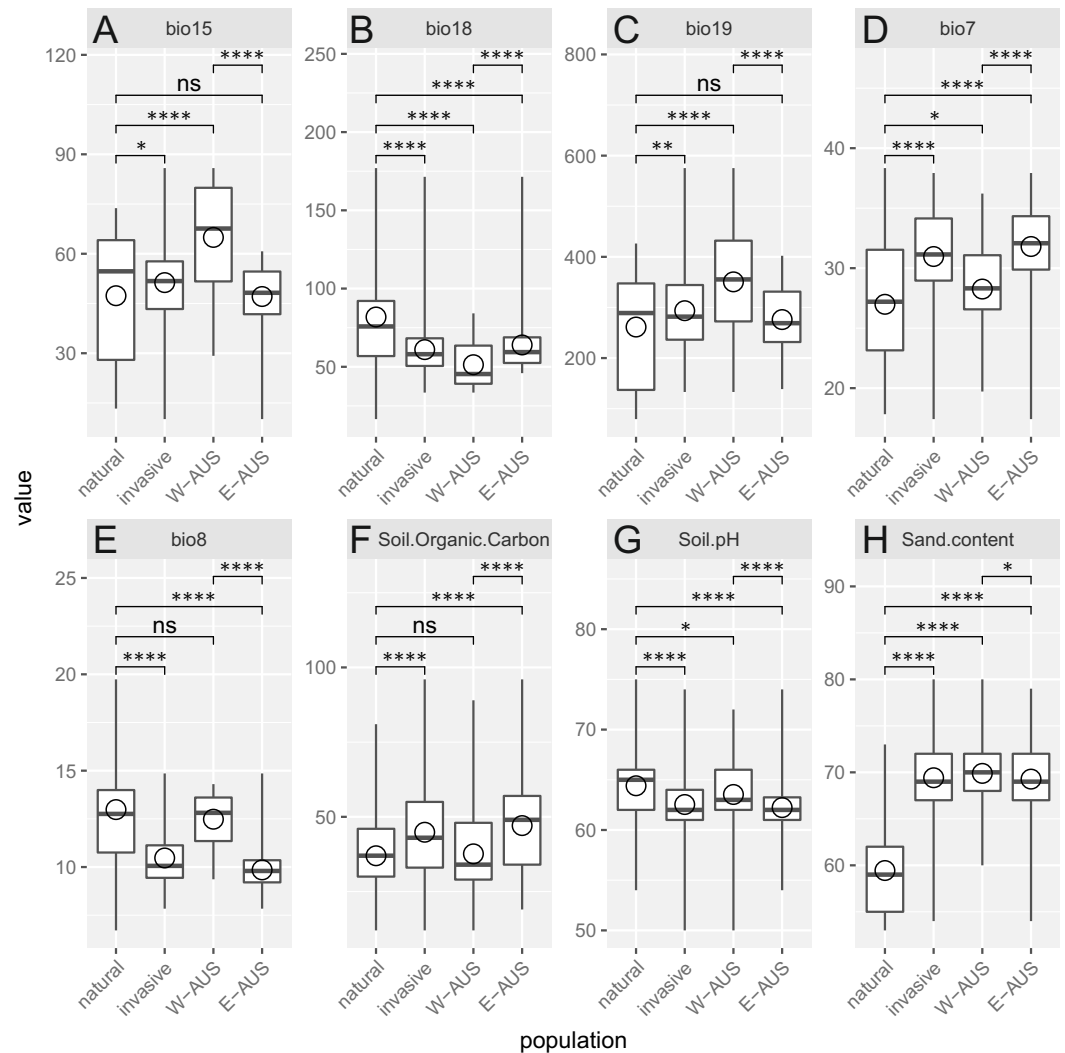 A bio15
B bio18
C bio19
D bio7
120
90
60
30
****
ns
****
*
250
200
150
100
50
****
****
****
****
800
600
400
200
****
ns
****
**
40
30
20
****
****
*
****
natural invasive W-AUS E-AUS
natural invasive W-AUS E-AUS
natural invasive W-AUS E-AUS
natural invasive W-AUS E-AUS
value
E bio8
F Soil.Organic.Carbon
G Soil.pH
H Sand.content
25
20
15
10
****
****
ns
****
100
50
****
****
ns
****
80
70
60
50
****
****
*
****
90
80
70
60
*
****
****
****
natural invasive W-AUS E-AUS
natural invasive W-AUS E-AUS
natural invasive W-AUS E-AUS
natural invasive W-AUS E-AUS
population